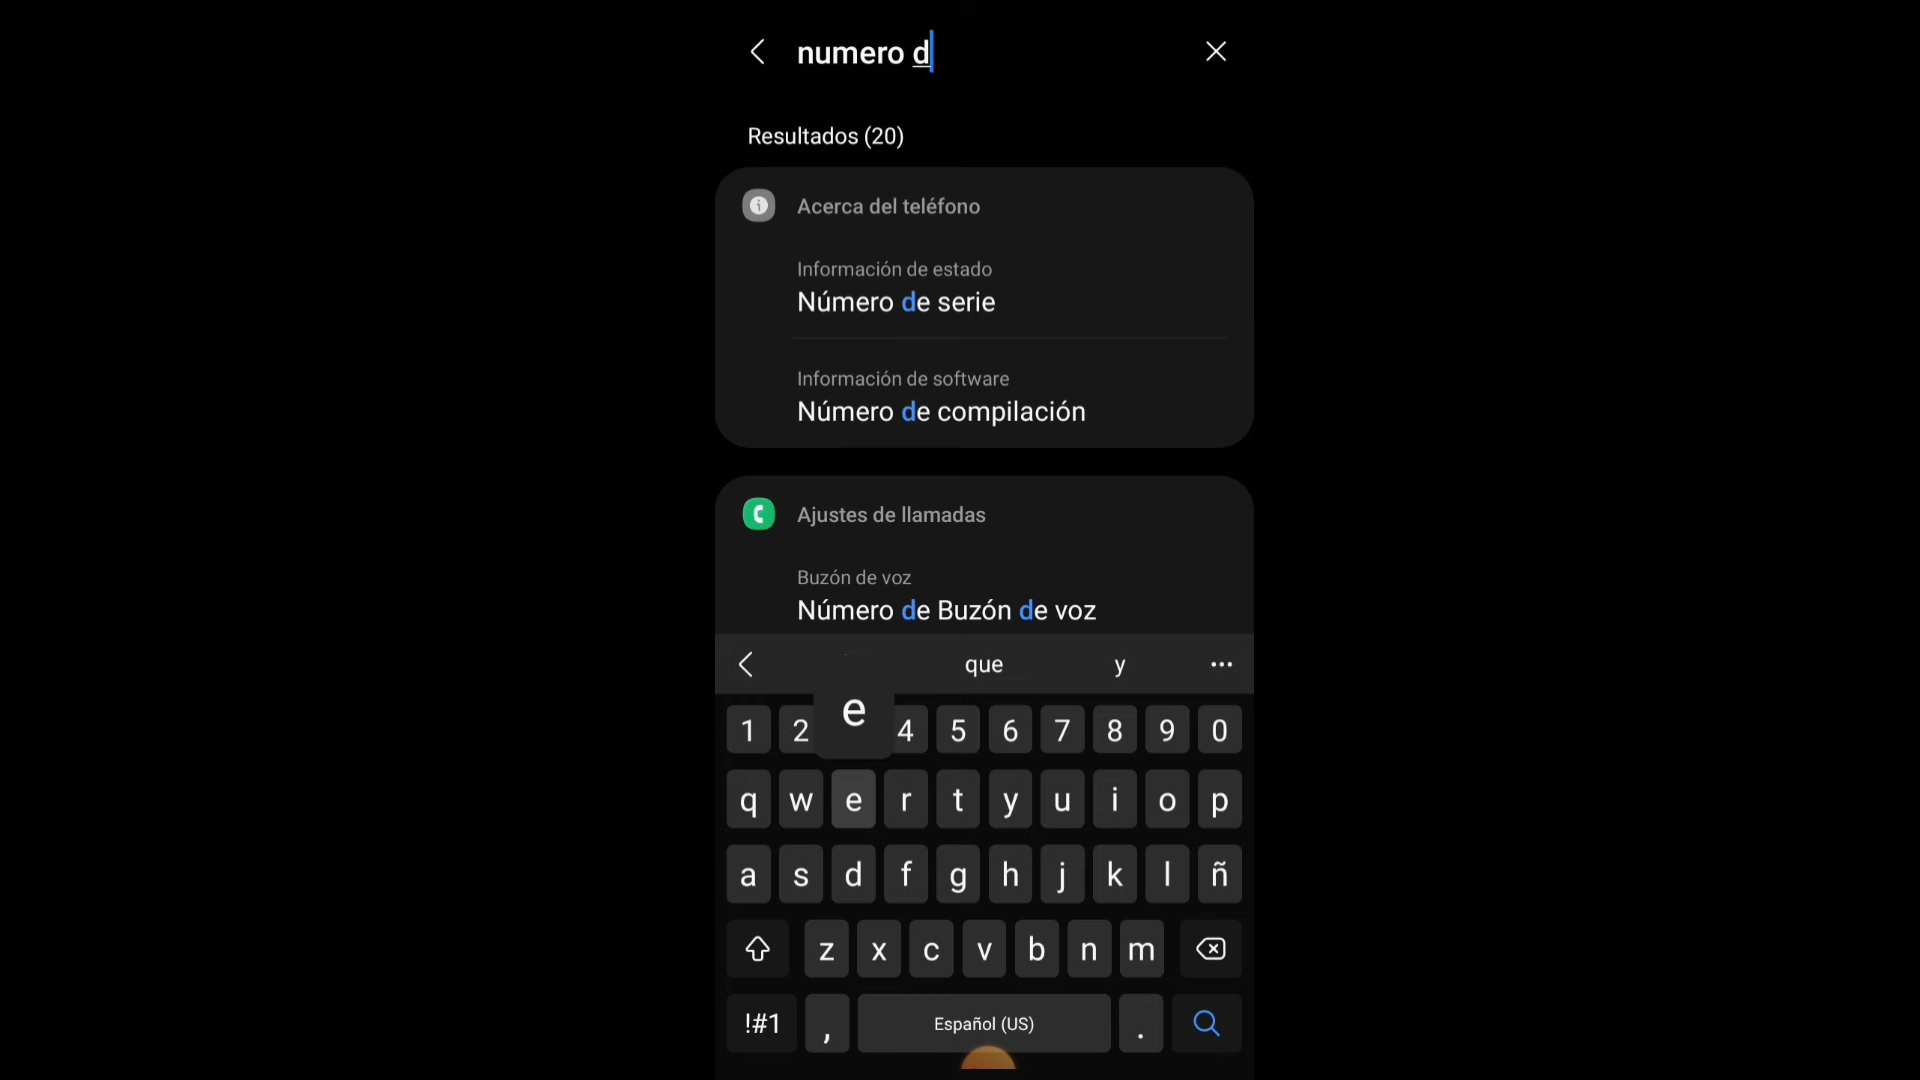 numero d
Resultados (20)
Acerca del teléfono
Información de estado
Número de serie
Información de software
Número de compilación
Ajustes de llamadas
Buzón de voz
Número de Buzón de voz
que y
e
1 2 4 5 6 7 8 9 0
q w e r t y u i o p
a s d f g h j k l ñ
z x c v b n m
!#1 , Español (US) .